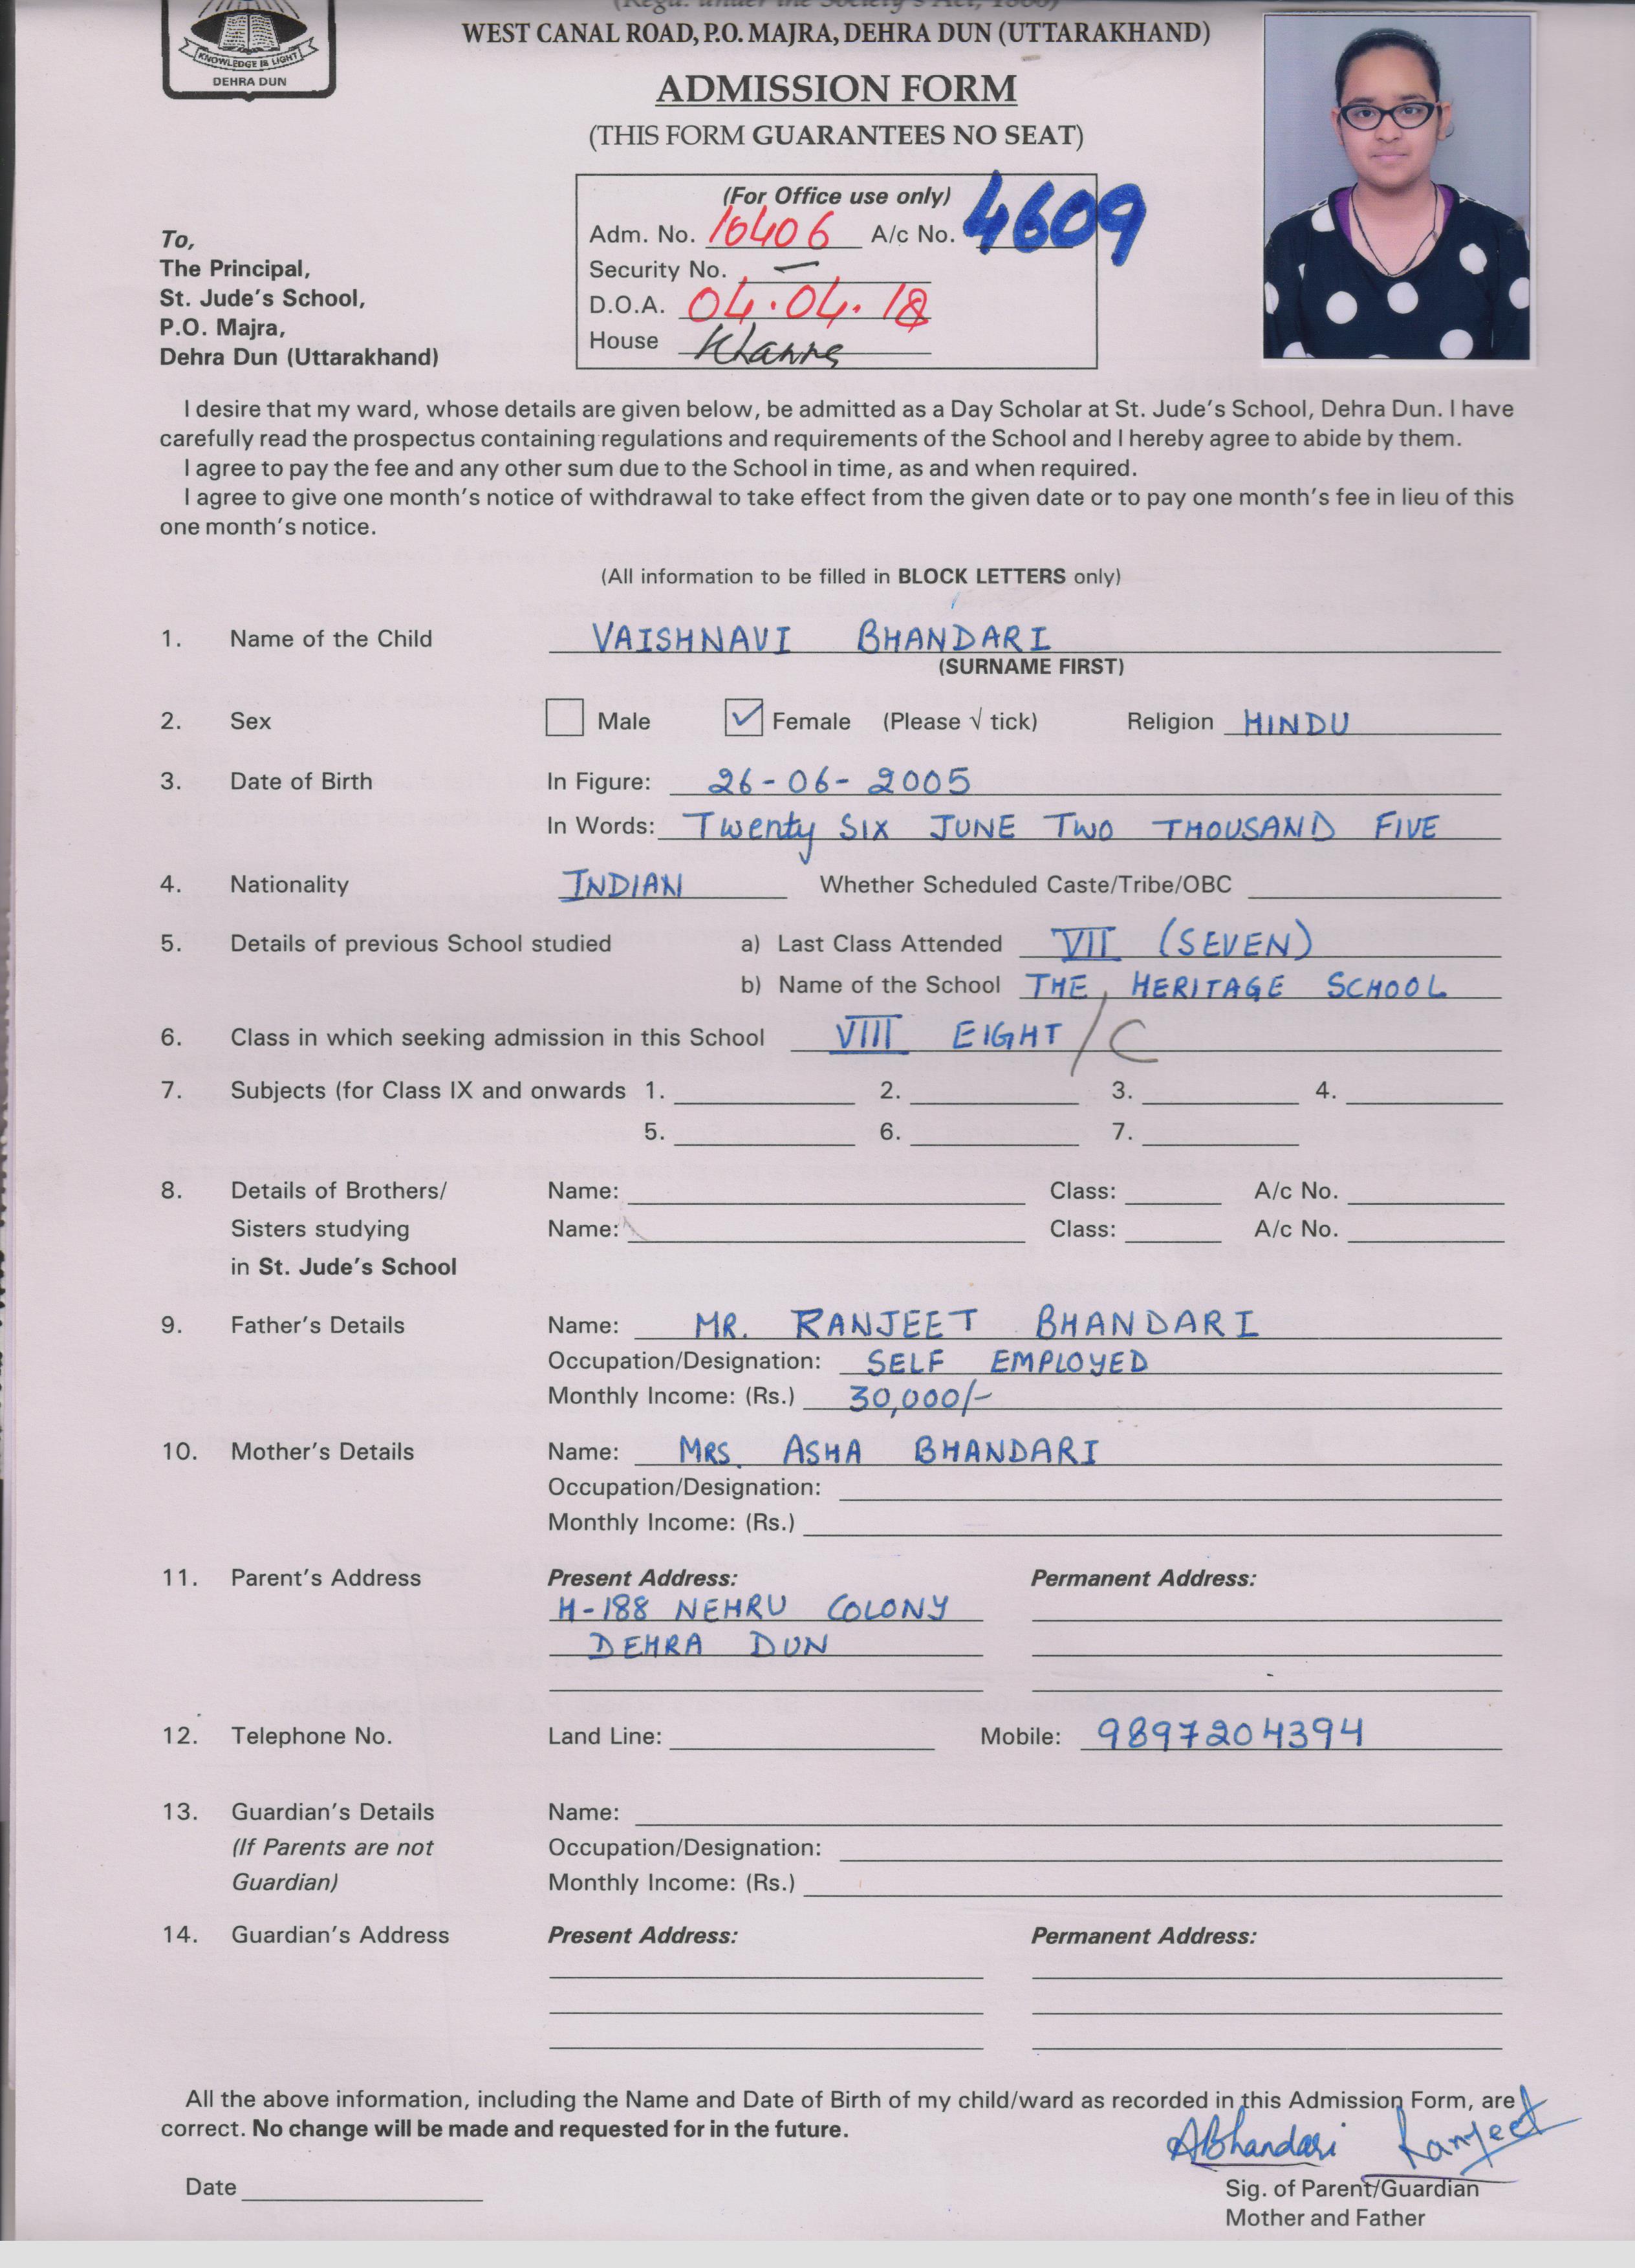 KNOWLEDGE IS LIGHT
DEHRA DUN
(Regd. under the Society's Act, 1860)
WEST CANAL ROAD, P.O. MAJRA, DEHRA DUN (UTTARAKHAND)
ADMISSION FORM
(THIS FORM GUARANTEES NO SEAT)
(For Office use only)
Adm. No. 10406 A/c No. 4609
Security No. —
D.O.A. 04.04.18
House Khanna
To,
The Principal,
St. Jude's School,
P.O. Majra,
Dehra Dun (Uttarakhand)
I desire that my ward, whose details are given below, be admitted as a Day Scholar at St. Jude's School, Dehra Dun. I have
carefully read the prospectus containing regulations and requirements of the School and I hereby agree to abide by them.
I agree to pay the fee and any other sum due to the School in time, as and when required.
I agree to give one month's notice of withdrawal to take effect from the given date or to pay one month's fee in lieu of this
one month's notice.
(All information to be filled in BLOCK LETTERS only)
1. Name of the Child VAISHNAVI BHANDARI
(SURNAME FIRST)
2. Sex Male ✓ Female (Please √ tick) Religion HINDU
3. Date of Birth In Figure: 26-06-2005
In Words: Twenty SIX JUNE TWO THOUSAND FIVE
4. Nationality INDIAN Whether Scheduled Caste/Tribe/OBC
5. Details of previous School studied a) Last Class Attended VII (SEVEN)
b) Name of the School THE HERITAGE SCHOOL
6. Class in which seeking admission in this School VIII EIGHT / C
7. Subjects (for Class IX and onwards 1. 2. 3. 4.
5. 6. 7.
8. Details of Brothers/ Name: Class: A/c No.
Sisters studying Name: Class: A/c No.
in St. Jude's School
9. Father's Details Name: MR. RANJEET BHANDARI
Occupation/Designation: SELF EMPLOYED
Monthly Income: (Rs.) 30,000/-
10. Mother's Details Name: MRS. ASHA BHANDARI
Occupation/Designation:
Monthly Income: (Rs.)
11. Parent's Address Present Address: Permanent Address:
H-188 NEHRU COLONY
DEHRA DUN
12. Telephone No. Land Line: Mobile: 9897204394
13. Guardian's Details Name:
(If Parents are not Occupation/Designation:
Guardian) Monthly Income: (Rs.)
14. Guardian's Address Present Address: Permanent Address:
All the above information, including the Name and Date of Birth of my child/ward as recorded in this Admission Form, are
correct. No change will be made and requested for in the future.
ABhandari Ranjeet
Date Sig. of Parent/Guardian
Mother and Father